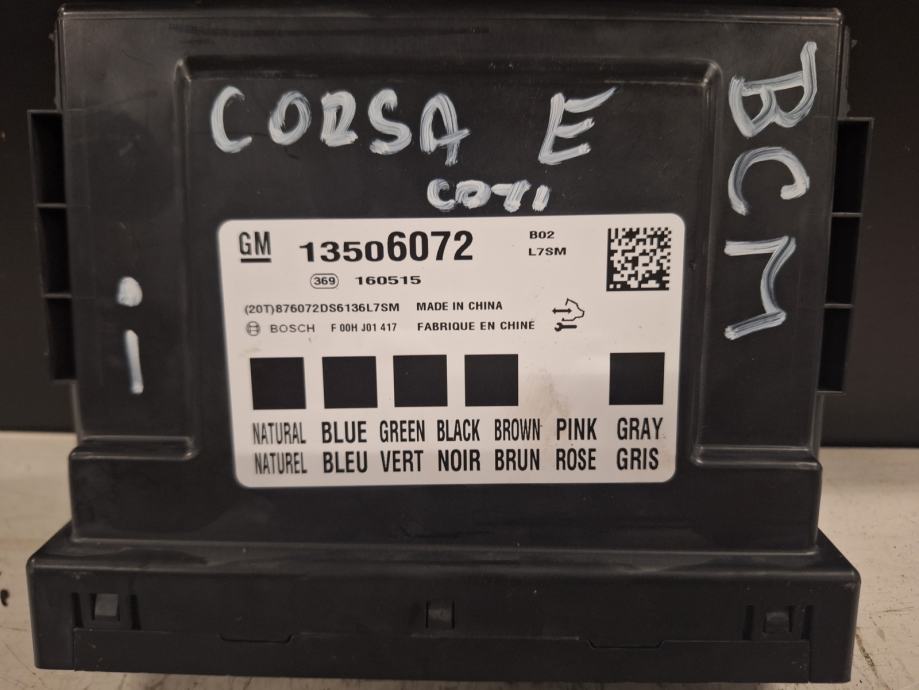 CORSA E
BCM
GM
13506072
B02
L7SM
369 160515
(20T)876072DS6136L7SM MADE IN CHINA
BOSCH F 00H J01 417 FABRIQUE EN CHINE
NATURAL BLUE GREEN BLACK BROWN PINK GRAY
NATUREL BLEU VERT NOIR BRUN ROSE GRIS
i